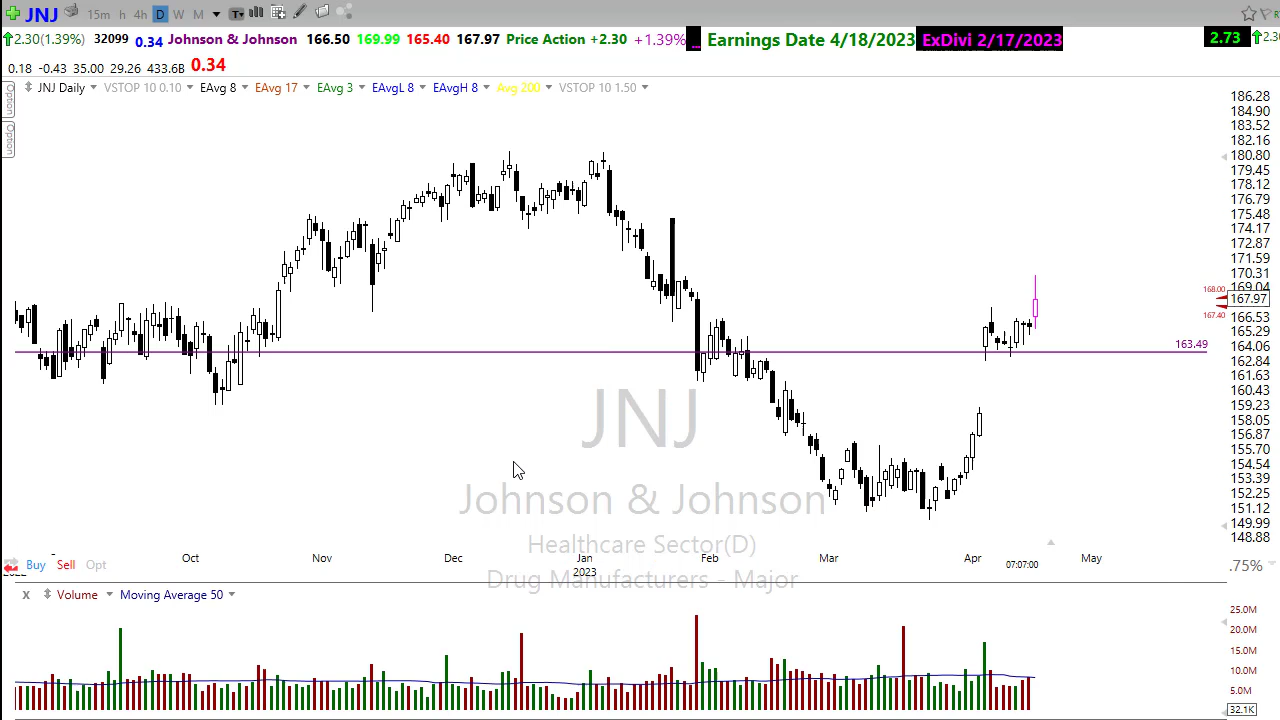 JNJ 15m h 4h D W M T
2.30(1.39%) 32099 0.34 Johnson & Johnson 166.50 169.99 165.40 167.97 Price Action +2.30 +1.39% ... Earnings Date 4/18/2023 ExDivi 2/17/2023 2.73
0.18 -0.43 35.00 29.26 433.6B 0.34
JNJ Daily VSTOP 10 0.10 EAvg 8 EAvg 17 EAvg 3 EAvgL 8 EAvgH 8 Avg 200 VSTOP 10 1.50
Option
Option
186.28
184.90
183.52
182.16
180.80
179.45
178.12
176.79
175.48
174.17
172.87
171.59
170.31
169.04
168.00
167.97
167.40
166.53
165.29
164.06
163.49
162.84
161.63
160.43
159.23
158.05
156.87
155.70
154.54
153.39
152.25
151.12
149.99
148.88
JNJ
Johnson & Johnson
Healthcare Sector(D)
Drug Manufacturers - Major
Oct Nov Dec Jan Feb Mar Apr May
2023
07:07:00
Buy Sell Opt
.75%
X Volume Moving Average 50
25.0M
20.0M
15.0M
10.0M
5.0M
32.1K